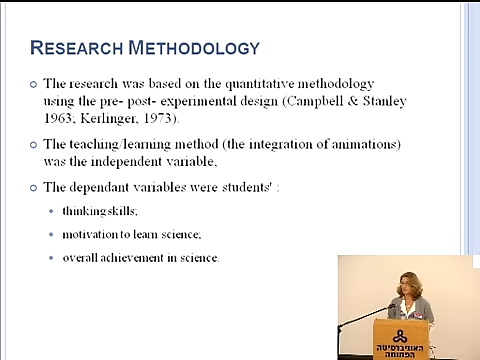 RESEARCH METHODOLOGY
The research was based on the quantitative methodology
using the pre- post- experimental design (Campbell & Stanley
1963; Kerlinger, 1973).
The teaching/learning method (the integration of animations)
was the independent variable,
The dependant variables were students' :
thinking skills;
motivation to learn science;
overall achievement in science.
האוניברסיטה
הפתוחה